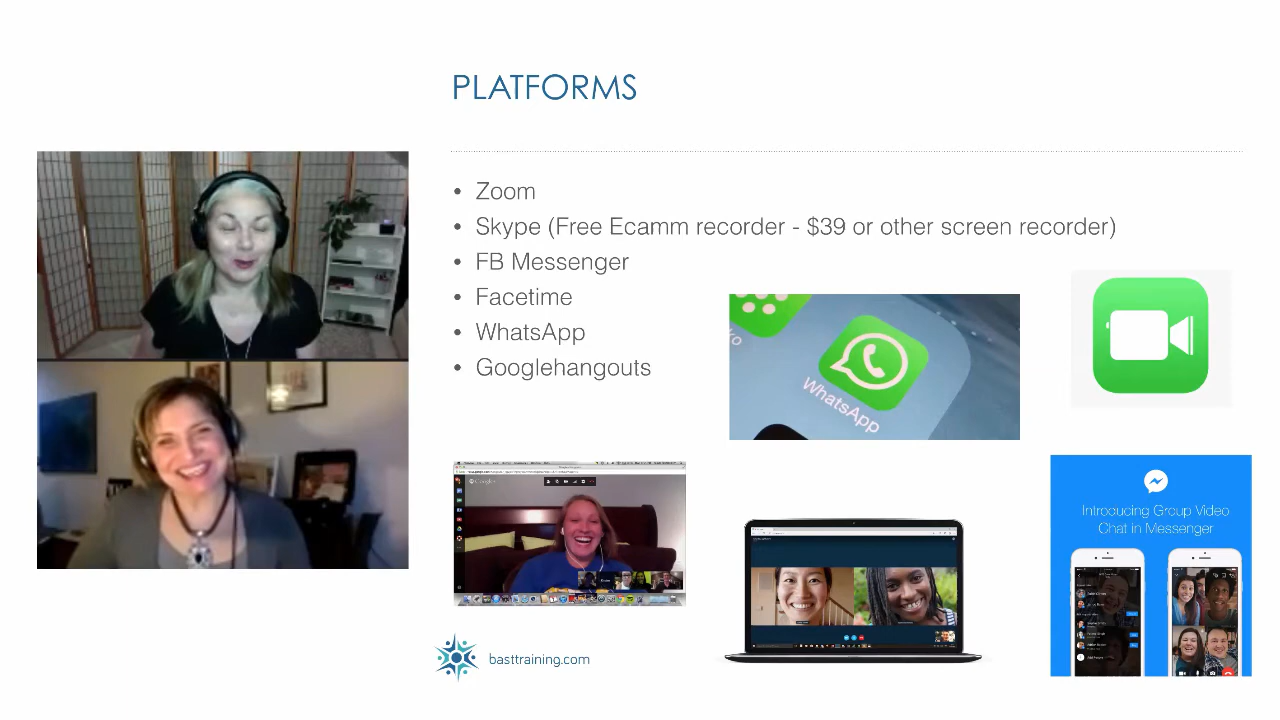 PLATFORMS
• Zoom
• Skype (Free Ecamm recorder - $39 or other screen recorder)
• FB Messenger
• Facetime
• WhatsApp
• Googlehangouts
WhatsApp
Introducing Group Video
Chat in Messenger
basttraining.com